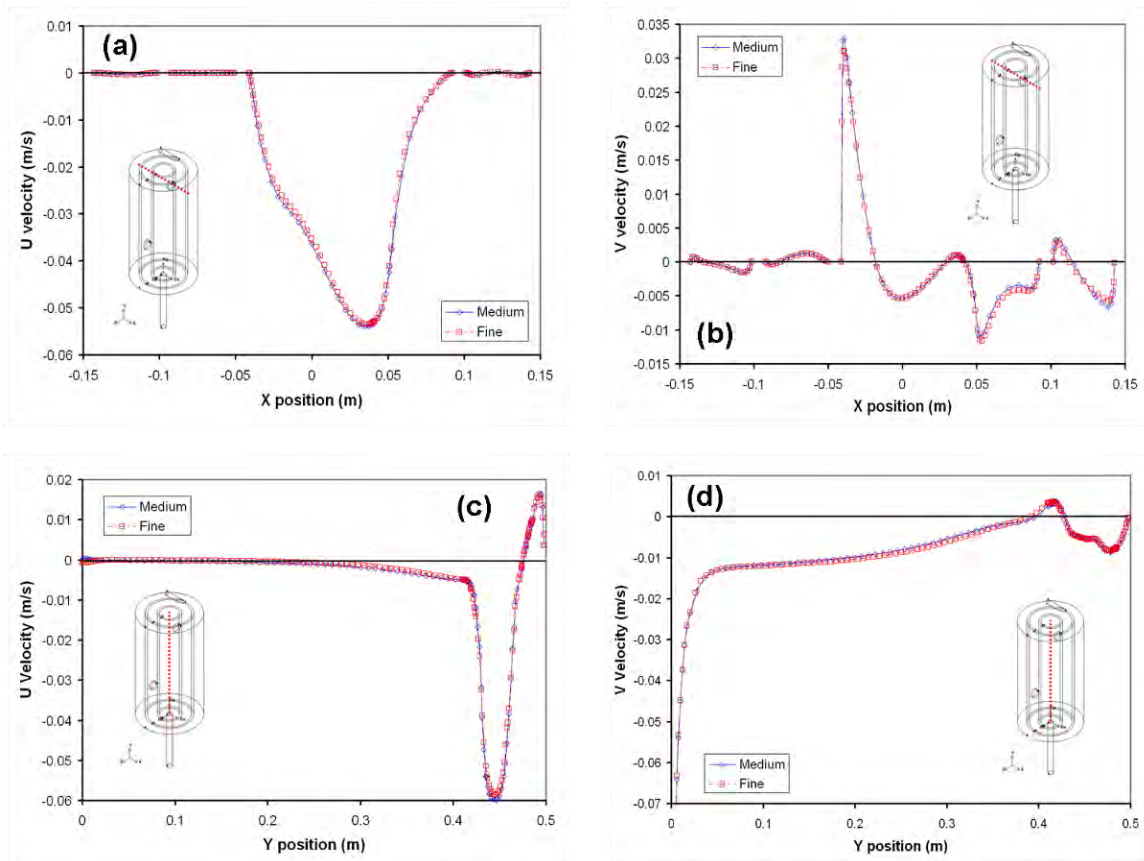 (a)
0.01
0
-0.01
-0.02
-0.03
-0.04
-0.05
-0.06
U velocity (m/s)
Medium
Fine
-0.15 -0.1 -0.05 0 0.05 0.1 0.15
X position (m)
(b)
0.035
0.03
0.025
0.02
0.015
0.01
0.005
0
-0.005
-0.01
-0.015
V velocity (m/s)
Medium
Fine
-0.15 -0.1 -0.05 0 0.05 0.1 0.15
X position (m)
(c)
0.02
0.01
0
-0.01
-0.02
-0.03
-0.04
-0.05
-0.06
U Velocity (m/s)
Medium
Fine
0 0.1 0.2 0.3 0.4 0.5
Y position (m)
(d)
0.01
0
-0.01
-0.02
-0.03
-0.04
-0.05
-0.06
-0.07
V Velocity (m/s)
Medium
Fine
0 0.1 0.2 0.3 0.4 0.5
Y position (m)